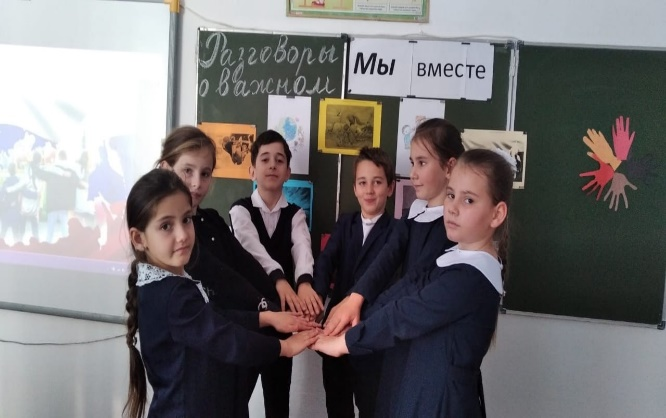 Разговоры
о важном
Мы вместе